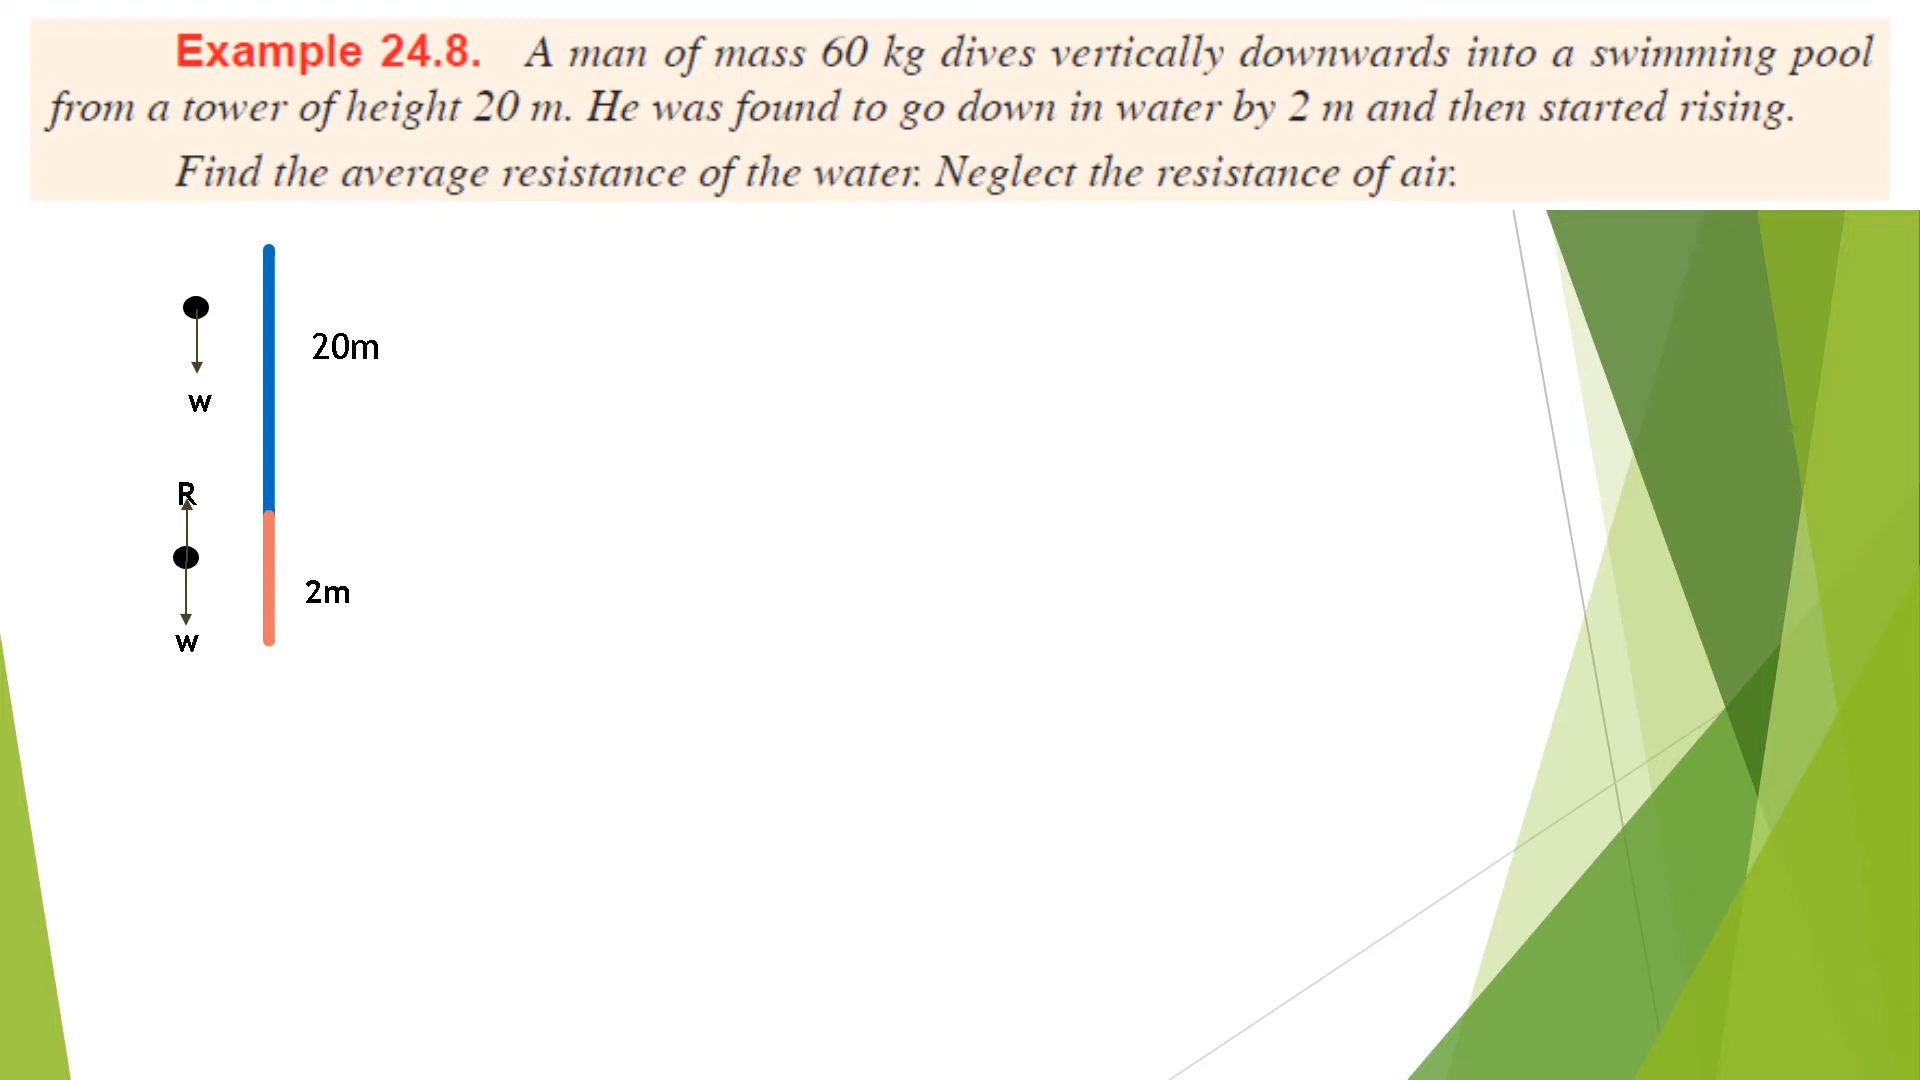 Example 24.8. A man of mass 60 kg dives vertically downwards into a swimming pool
from a tower of height 20 m. He was found to go down in water by 2 m and then started rising.
Find the average resistance of the water. Neglect the resistance of air.
20m
w
R
2m
w